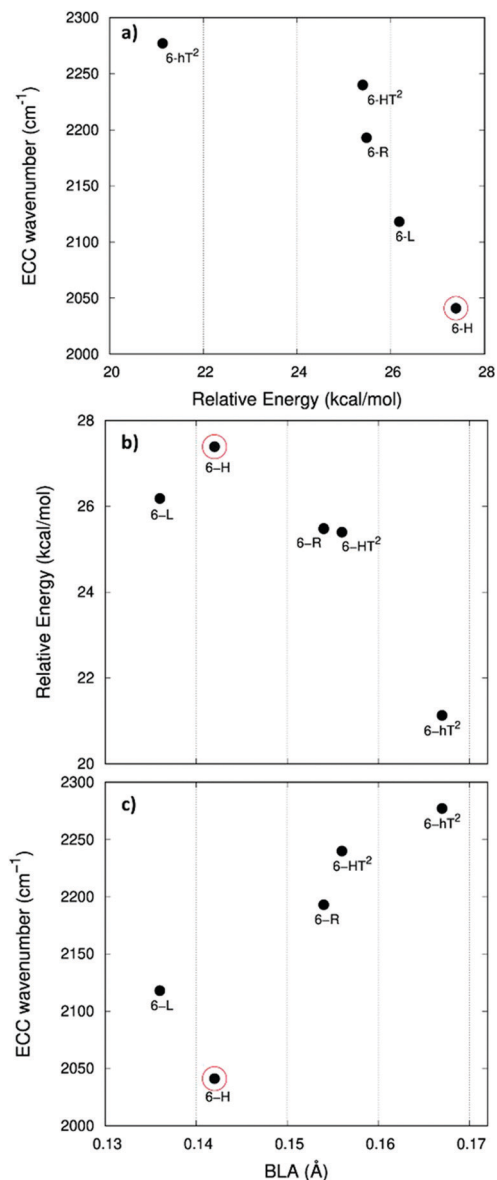 a)
2300
2250
2200
2150
2100
2050
2000
ECC wavenumber (cm⁻¹)
6-hT²
6-HT²
6-R
6-L
6-H
20
22
24
26
28
Relative Energy (kcal/mol)
b)
28
26
24
22
20
Relative Energy (kcal/mol)
6–H
6–L
6–R
6–HT²
6–hT²
c)
2300
2250
2200
2150
2100
2050
2000
ECC wavenumber (cm⁻¹)
6–hT²
6–HT²
6–R
6–L
6–H
0.13
0.14
0.15
0.16
0.17
BLA (Å)